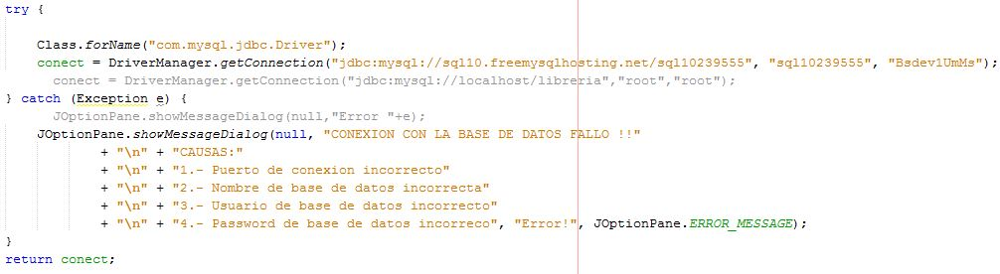 try {
Class.forName("com.mysql.jdbc.Driver");
conect = DriverManager.getConnection("jdbc:mysql://sql10.freemysqlhosting.net/sql10239555", "sql10239555", "Bsdev1UmMs");
conect = DriverManager.getConnection("jdbc:mysql://localhost/libreria","root","root");
} catch (Exception e) {
JOptionPane.showMessageDialog(null,"Error "+e);
JOptionPane.showMessageDialog(null, "CONEXION CON LA BASE DE DATOS FALLO !!"
+ "\n" + "CAUSAS:"
+ "\n" + "1.- Puerto de conexion incorrecto"
+ "\n" + "2.- Nombre de base de datos incorrecta"
+ "\n" + "3.- Usuario de base de datos incorrecto"
+ "\n" + "4.- Password de base de datos incorreco", "Error!", JOptionPane.ERROR_MESSAGE);
}
return conect;